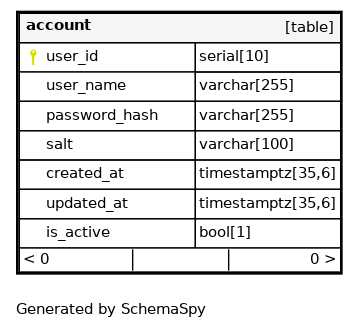 account [table]
user_id serial[10]
user_name varchar[255]
password_hash varchar[255]
salt varchar[100]
created_at timestamptz[35,6]
updated_at timestamptz[35,6]
is_active bool[1]
< 0 0 >
Generated by SchemaSpy